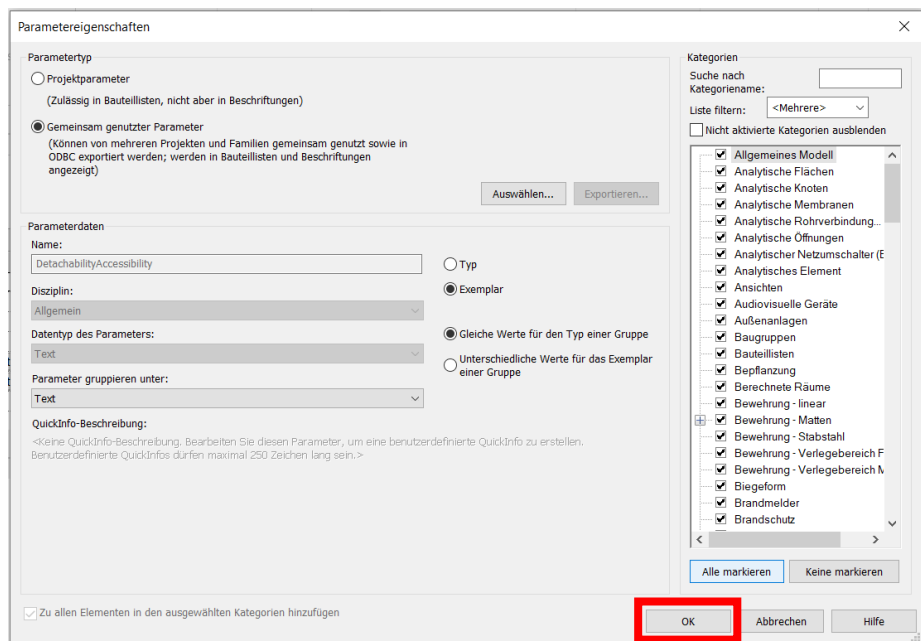 Parametereigenschaften
Parametertyp
Projektparameter
(Zulässig in Bauteillisten, nicht aber in Beschriftungen)
Gemeinsam genutzter Parameter
(Können von mehreren Projekten und Familien gemeinsam genutzt sowie in
ODBC exportiert werden; werden in Bauteillisten und Beschriftungen
angezeigt)
Auswählen...
Exportieren...
Parameterdaten
Name:
DetachabilityAccessibility
Disziplin:
Allgemein
Datentyp des Parameters:
Text
Parameter gruppieren unter:
Text
QuickInfo-Beschreibung:
<Keine QuickInfo-Beschreibung. Bearbeiten Sie diesen Parameter, um eine benutzerdefinierte QuickInfo zu erstellen.
Benutzerdefinierte QuickInfos dürfen maximal 250 Zeichen lang sein.>
Typ
Exemplar
Gleiche Werte für den Typ einer Gruppe
Unterschiedliche Werte für das Exemplar
einer Gruppe
Zu allen Elementen in den ausgewählten Kategorien hinzufügen
Kategorien
Suche nach
Kategoriename:
Liste filtern:
<Mehrere>
Nicht aktivierte Kategorien ausblenden
Allgemeines Modell
Analytische Flächen
Analytische Knoten
Analytische Membranen
Analytische Rohrverbindung...
Analytische Öffnungen
Analytischer Netzumschalter (E
Analytisches Element
Ansichten
Audiovisuelle Geräte
Außenanlagen
Baugruppen
Bauteillisten
Bepflanzung
Berechnete Räume
Bewehrung - linear
Bewehrung - Matten
Bewehrung - Stabstahl
Bewehrung - Verlegebereich F
Bewehrung - Verlegebereich M
Biegeform
Brandmelder
Brandschutz
Alle markieren
Keine markieren
OK
Abbrechen
Hilfe